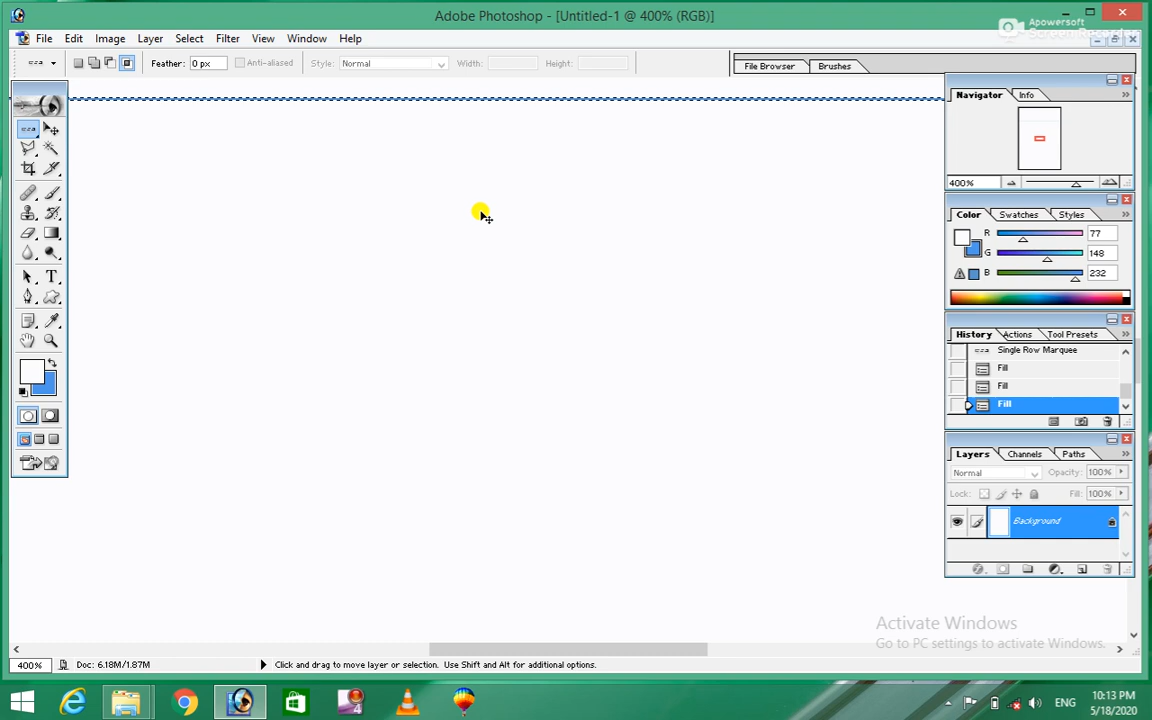 Adobe Photoshop - [Untitled-1 @ 400% (RGB)]
Apowersoft
Screen Recorder
File Edit Image Layer Select Filter View Window Help
Feather: 0 px Anti-aliased Style: Normal Width: Height:
File Browser Brushes
Navigator Info
400%
Color Swatches Styles
R 77
G 148
B 232
History Actions Tool Presets
Single Row Marquee
Fill
Fill
Fill
Layers Channels Paths
Normal Opacity: 100%
Lock: Fill: 100%
Background
Activate Windows
Go to PC settings to activate Windows.
400% Doc: 6.18M/1.87M Click and drag to move layer or selection. Use Shift and Alt for additional options.
ENG
10:13 PM
5/18/2020